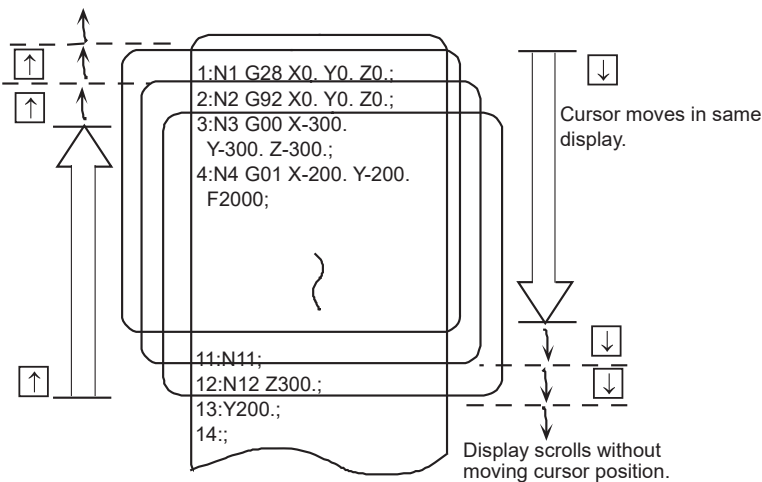 ↑
↑
1:N1 G28 X0. Y0. Z0.;
2:N2 G92 X0. Y0. Z0.;
3:N3 G00 X-300.
Y-300. Z-300.;
4:N4 G01 X-200. Y-200.
F2000;
11:N11;
12:N12 Z300.;
13:Y200.;
14:;
↑
↓
Cursor moves in same
display.
↓
↓
Display scrolls without
moving cursor position.